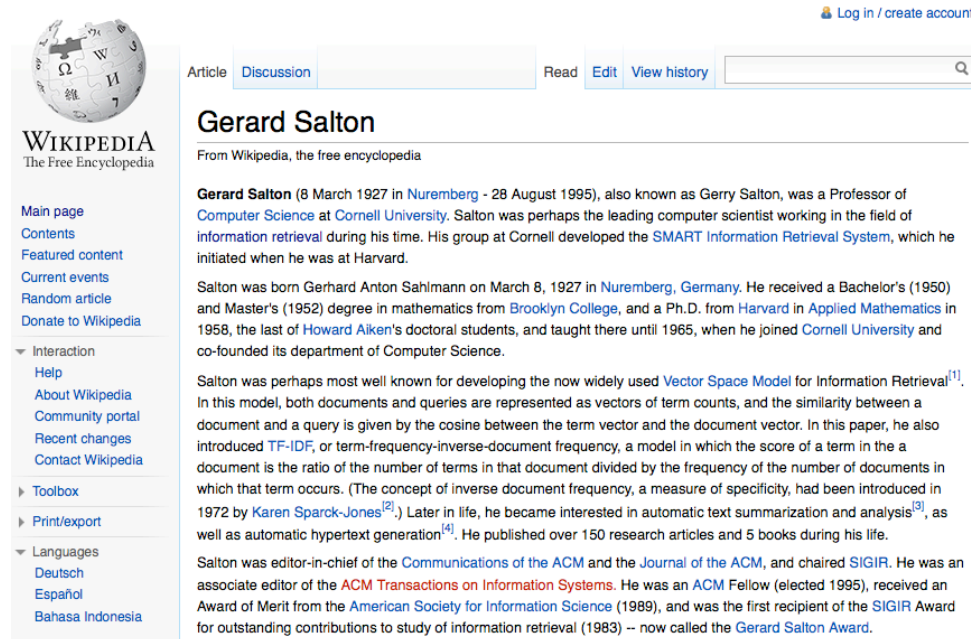 Log in / create account
Article Discussion Read Edit View history
WIKIPEDIA
The Free Encyclopedia
Main page
Contents
Featured content
Current events
Random article
Donate to Wikipedia
Interaction
Help
About Wikipedia
Community portal
Recent changes
Contact Wikipedia
Toolbox
Print/export
Languages
Deutsch
Español
Bahasa Indonesia
Gerard Salton
From Wikipedia, the free encyclopedia
Gerard Salton (8 March 1927 in Nuremberg - 28 August 1995), also known as Gerry Salton, was a Professor of
Computer Science at Cornell University. Salton was perhaps the leading computer scientist working in the field of
information retrieval during his time. His group at Cornell developed the SMART Information Retrieval System, which he
initiated when he was at Harvard.
Salton was born Gerhard Anton Sahlmann on March 8, 1927 in Nuremberg, Germany. He received a Bachelor's (1950)
and Master's (1952) degree in mathematics from Brooklyn College, and a Ph.D. from Harvard in Applied Mathematics in
1958, the last of Howard Aiken's doctoral students, and taught there until 1965, when he joined Cornell University and
co-founded its department of Computer Science.
Salton was perhaps most well known for developing the now widely used Vector Space Model for Information Retrieval[1].
In this model, both documents and queries are represented as vectors of term counts, and the similarity between a
document and a query is given by the cosine between the term vector and the document vector. In this paper, he also
introduced TF-IDF, or term-frequency-inverse-document frequency, a model in which the score of a term in the a
document is the ratio of the number of terms in that document divided by the frequency of the number of documents in
which that term occurs. (The concept of inverse document frequency, a measure of specificity, had been introduced in
1972 by Karen Sparck-Jones[2].) Later in life, he became interested in automatic text summarization and analysis[3], as
well as automatic hypertext generation[4]. He published over 150 research articles and 5 books during his life.
Salton was editor-in-chief of the Communications of the ACM and the Journal of the ACM, and chaired SIGIR. He was an
associate editor of the ACM Transactions on Information Systems. He was an ACM Fellow (elected 1995), received an
Award of Merit from the American Society for Information Science (1989), and was the first recipient of the SIGIR Award
for outstanding contributions to study of information retrieval (1983) -- now called the Gerard Salton Award.